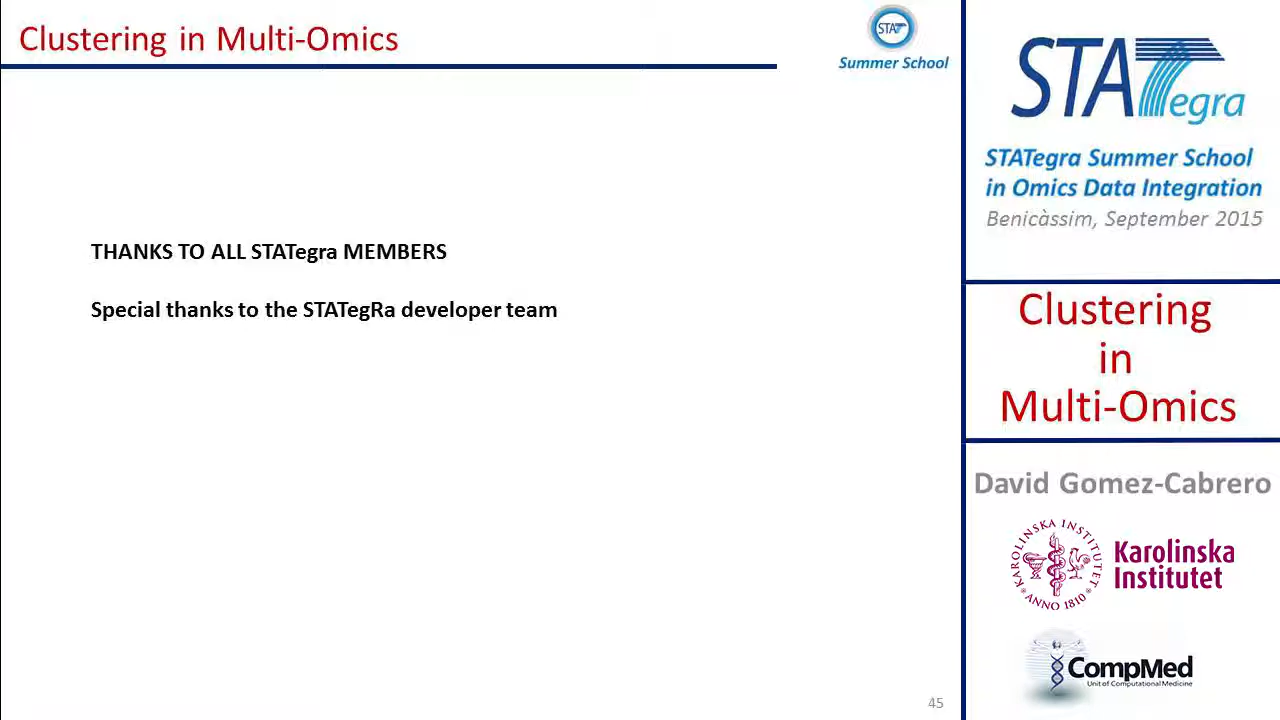 Clustering in Multi-Omics
STAT
Summer School
THANKS TO ALL STATegra MEMBERS
Special thanks to the STATegRa developer team
45
STATegra
STATegra Summer School
in Omics Data Integration
Benicàssim, September 2015
Clustering
in
Multi-Omics
David Gomez-Cabrero
KAROLINSKA INSTITUTET
ANNO 1810
Karolinska
Institutet
CompMed
Unit of Computational Medicine